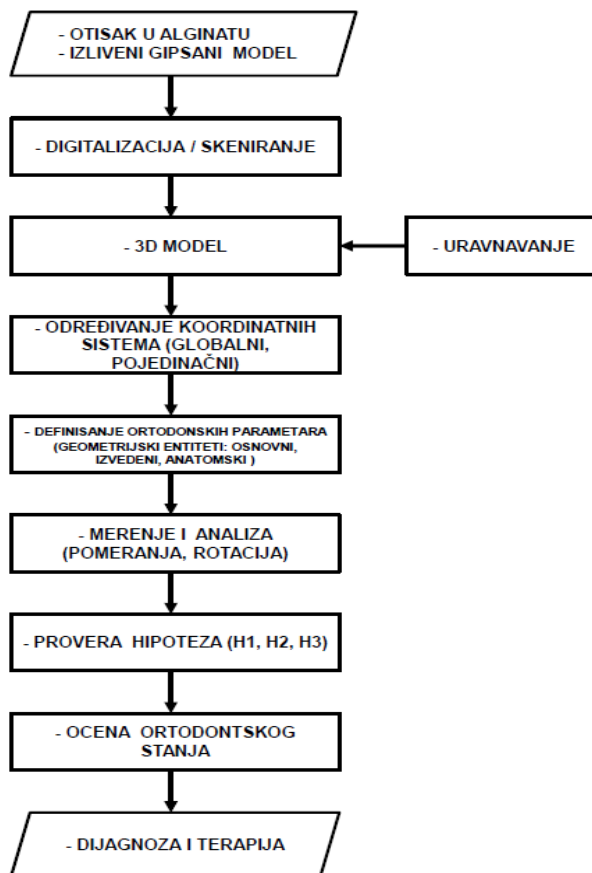 - OTISAK U ALGINATU
- IZLIVENI GIPSANI MODEL
- DIGITALIZACIJA / SKENIRANJE
- 3D MODEL
- URAVNAVANJE
- ODREĐIVANJE KOORDINATNIH
SISTEMA (GLOBALNI,
POJEDINAČNI)
- DEFINISANJE ORTODONSKIH PARAMETARA
(GEOMETRIJSKI ENTITETI: OSNOVNI,
IZVEDENI, ANATOMSKI )
- MERENJE I ANALIZA
(POMERANJA, ROTACIJA)
- PROVERA HIPOTEZA (H1, H2, H3)
- OCENA ORTODONTSKOG
STANJA
- DIJAGNOZA I TERAPIJA